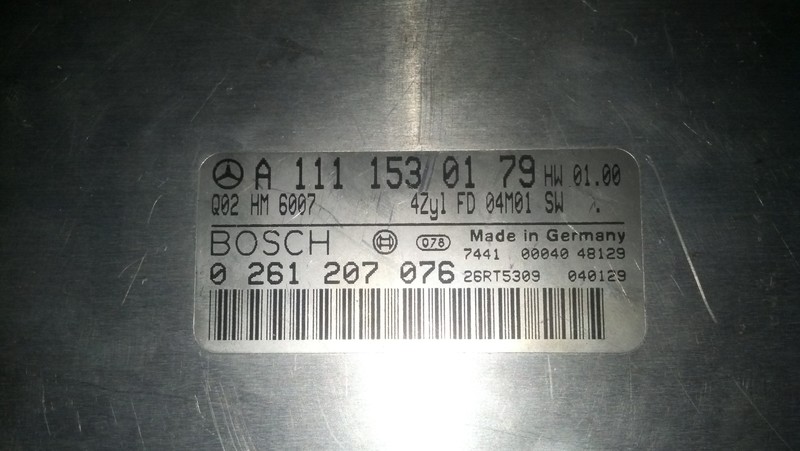 A 111 153 01 79 HW 01.00
Q02 HM 6007 4Zyl FD 04M01 SW .
BOSCH 078 Made in Germany
7441 00040 48129
0 261 207 076 26RT5309 040129